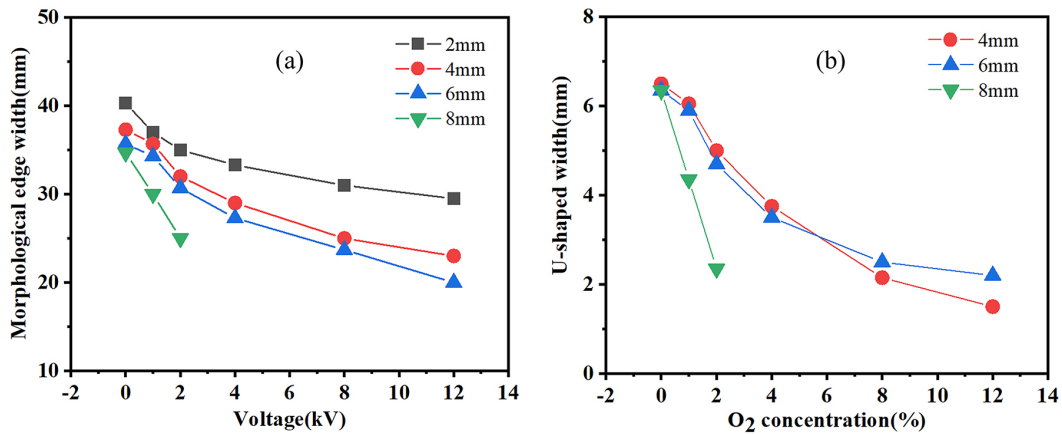 (a)
2mm
4mm
6mm
8mm
Morphological edge width(mm)
50
40
30
20
10
-2 0 2 4 6 8 10 12 14
Voltage(kV)
(b)
4mm
6mm
8mm
U-shaped width(mm)
8
6
4
2
0
-2 0 2 4 6 8 10 12 14
O₂ concentration(%)